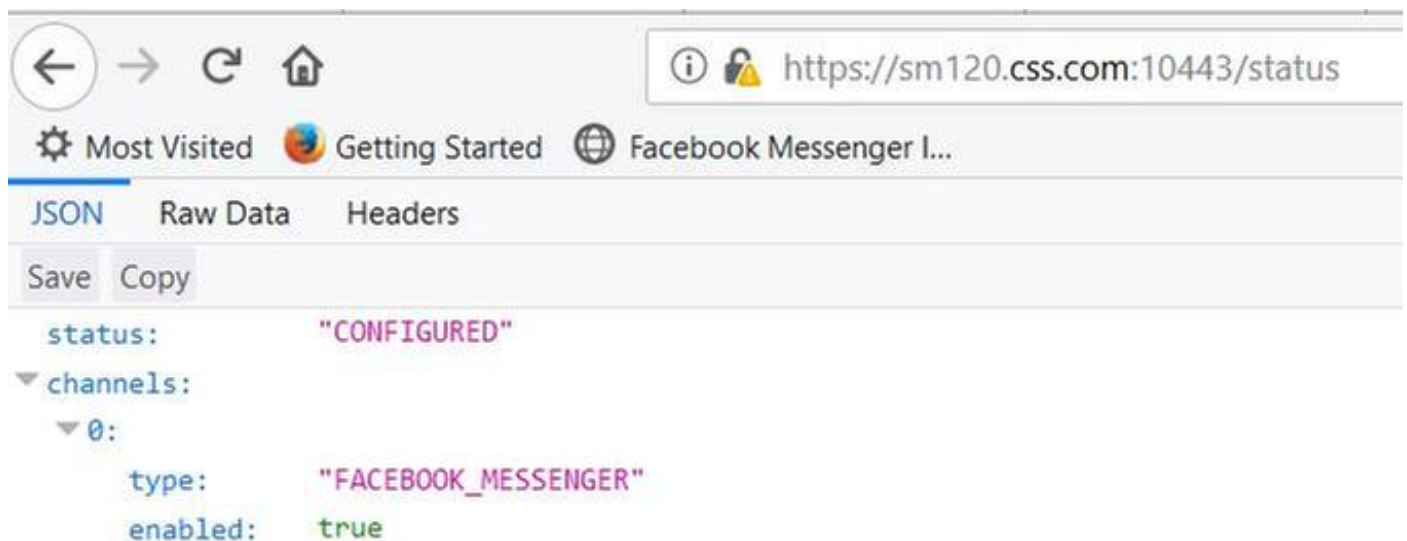 https://sm120.css.com:10443/status
Most Visited Getting Started Facebook Messenger I...
JSON Raw Data Headers
Save Copy
status: "CONFIGURED"
channels:
0:
type: "FACEBOOK_MESSENGER"
enabled: true